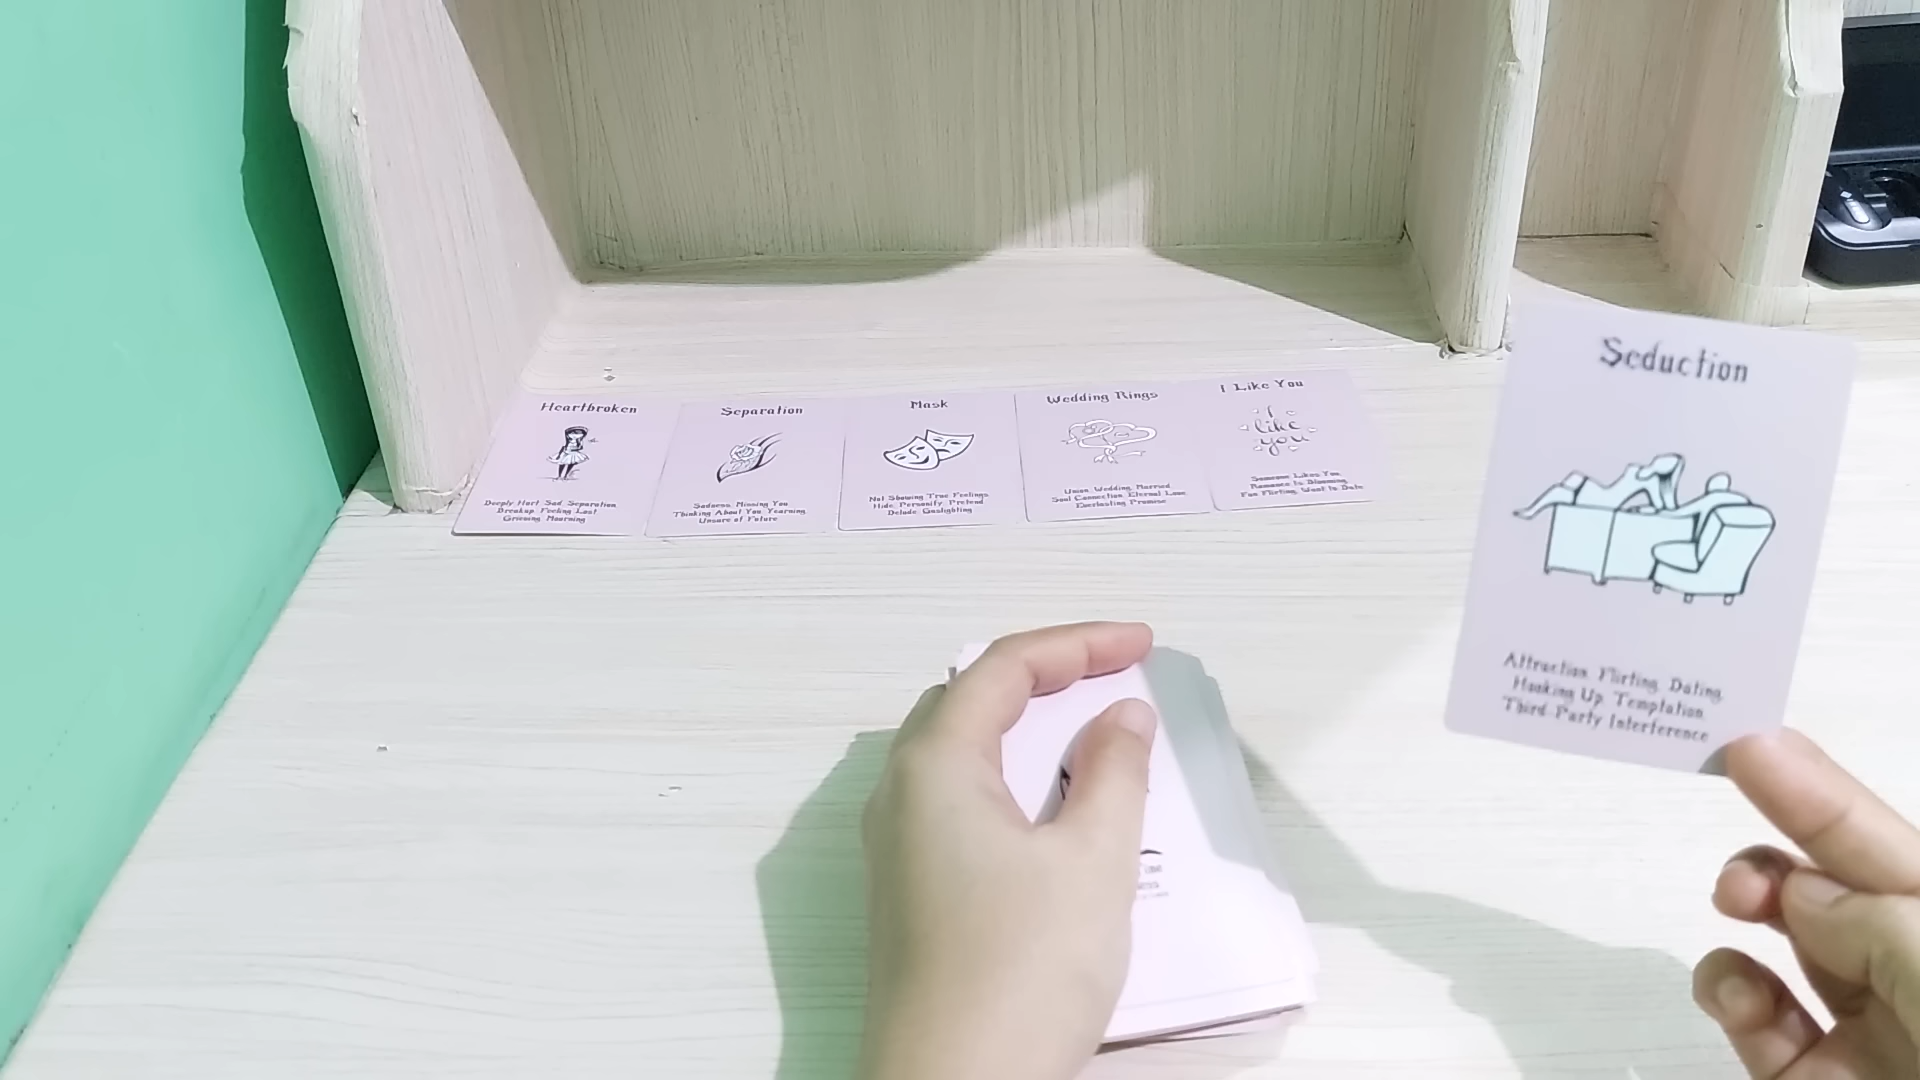 Heartbroken
Deeply Hurt, Sad, Separation
Breakup, Feeling Lost
Grieving, Mourning
Separation
Sadness, Missing You
Thinking About You, Yearning,
Unsure of Future
Mask
Not Showing True Feelings
Hide, Personify, Pretend
Delude, Gaslighting
Wedding Rings
Union, Wedding, Married
Soul Connection, Eternal Love
Everlasting Promise
I Like You
I
like
you
Someone Likes You,
Romance is Blooming
Fun Flirting, Want to Date
Seduction
Attraction, Flirting, Dating,
Hooking Up, Temptation,
Third-Party Interference